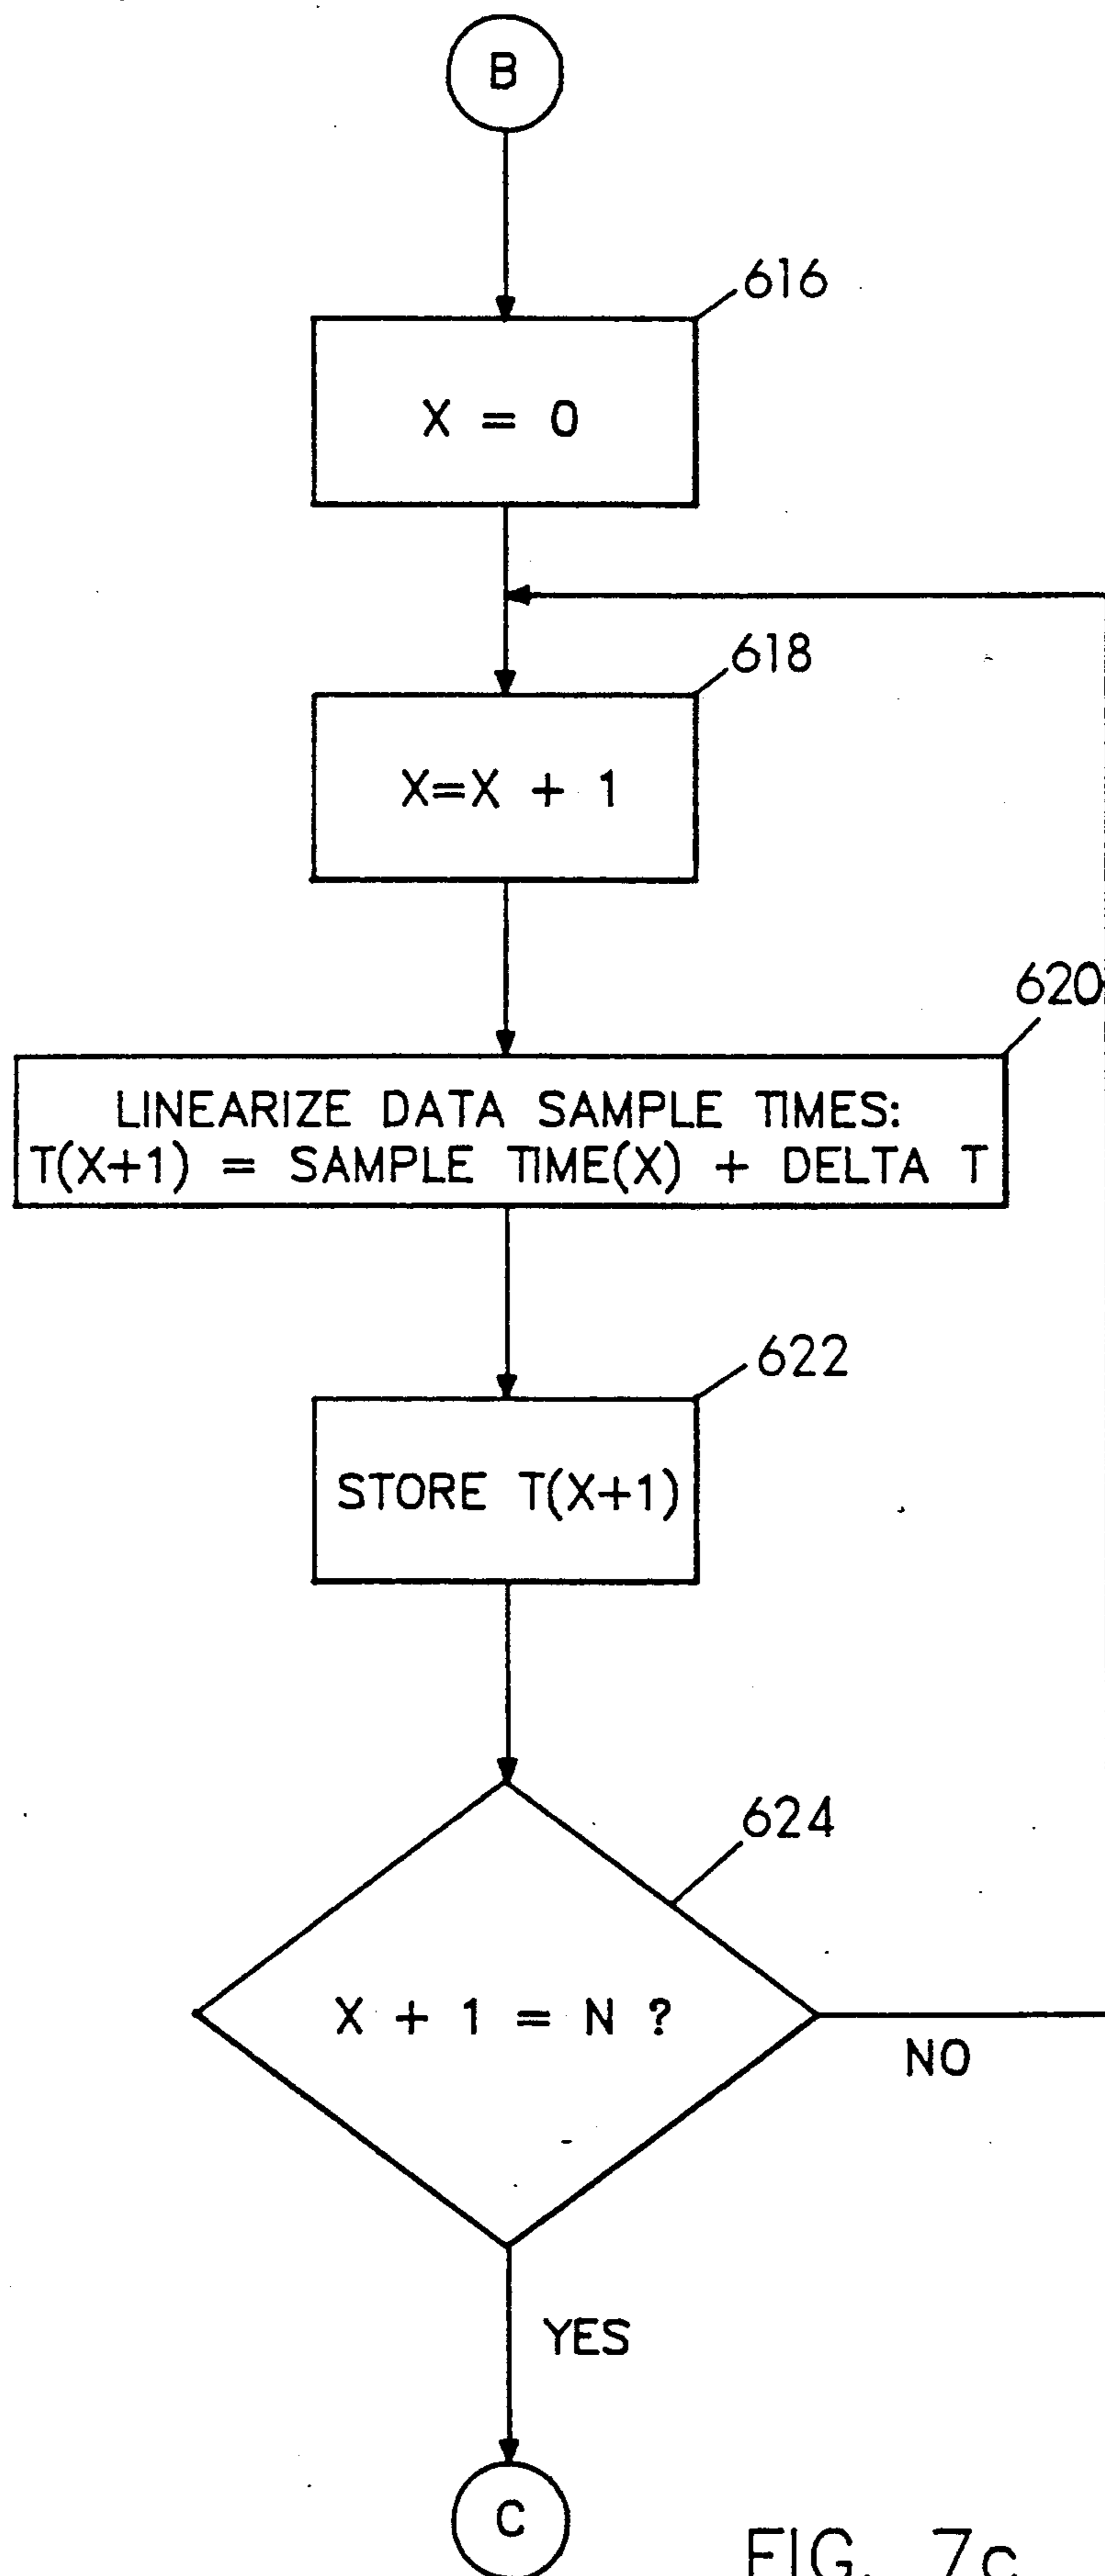 B
616
X = 0
618
X=X + 1
620
LINEARIZE DATA SAMPLE TIMES:
T(X+1) = SAMPLE TIME(X) + DELTA T
622
STORE T(X+1)
624
X + 1 = N ?
NO
YES
C
FIG. 7c